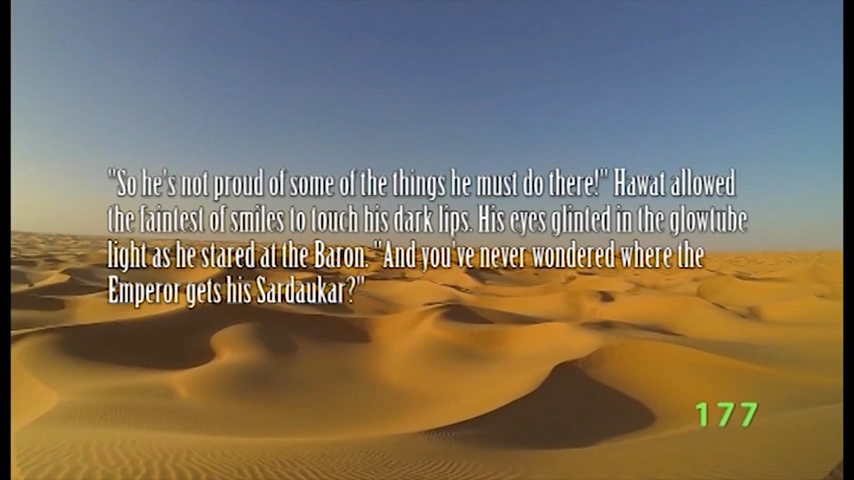 "So he's not proud of some of the things he must do there!" Hawat allowed
the faintest of smiles to touch his dark lips. His eyes glinted in the glowtube
light as he stared at the Baron. "And you've never wondered where the
Emperor gets his Sardaukar?"
177